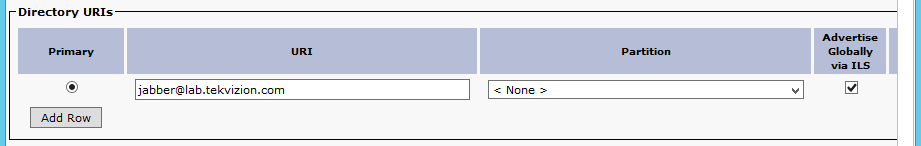 Directory URIs
Primary URI Partition Advertise Globally via ILS
jabber@lab.tekvizion.com < None >
Add Row